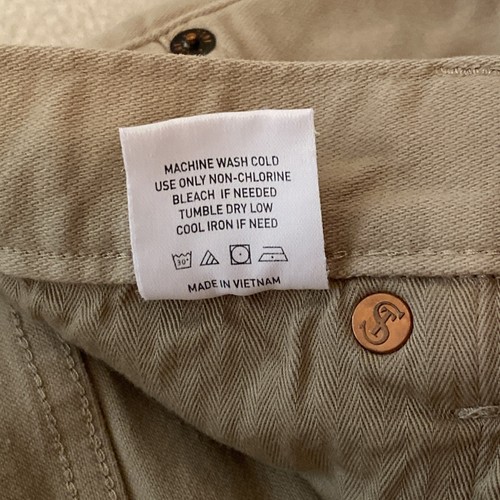 MACHINE WASH COLD
USE ONLY NON-CHLORINE
BLEACH IF NEEDED
TUMBLE DRY LOW
COOL IRON IF NEED
30°
MADE IN VIETNAM